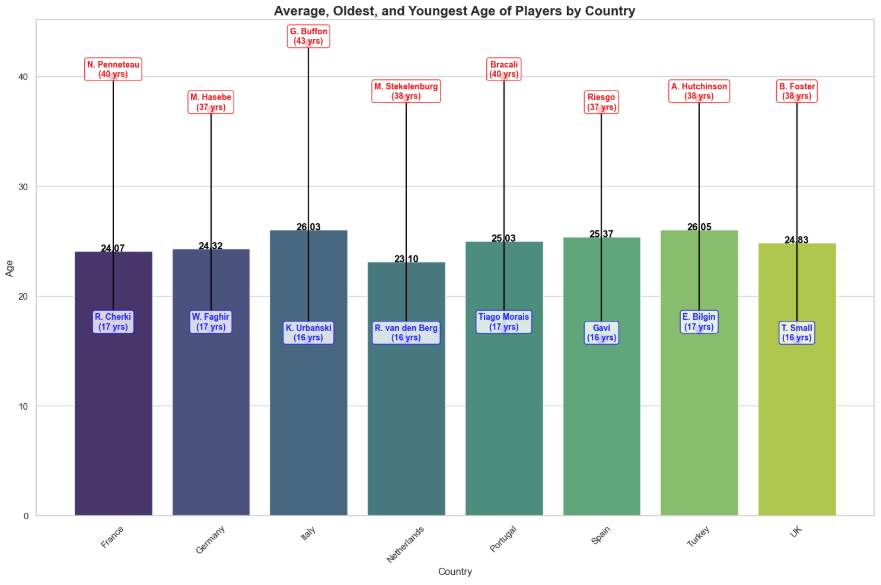 Average, Oldest, and Youngest Age of Players by Country
G. Buffon
(43 yrs)
N. Penneteau
(40 yrs)
Bracali
(40 yrs)
M. Hasebe
(37 yrs)
M. Stekelenburg
(38 yrs)
Riesgo
(37 yrs)
A. Hutchinson
(38 yrs)
B. Foster
(38 yrs)
40
30
20
10
0
Age
24.07
24.32
26.03
23.10
25.03
25.37
26.05
24.83
R. Cherki
(17 yrs)
W. Faghir
(17 yrs)
K. Urbański
(16 yrs)
R. van den Berg
(16 yrs)
Tiago Morais
(17 yrs)
Gavi
(16 yrs)
E. Bilgin
(17 yrs)
T. Small
(16 yrs)
France
Germany
Italy
Netherlands
Portugal
Spain
Turkey
UK
Country